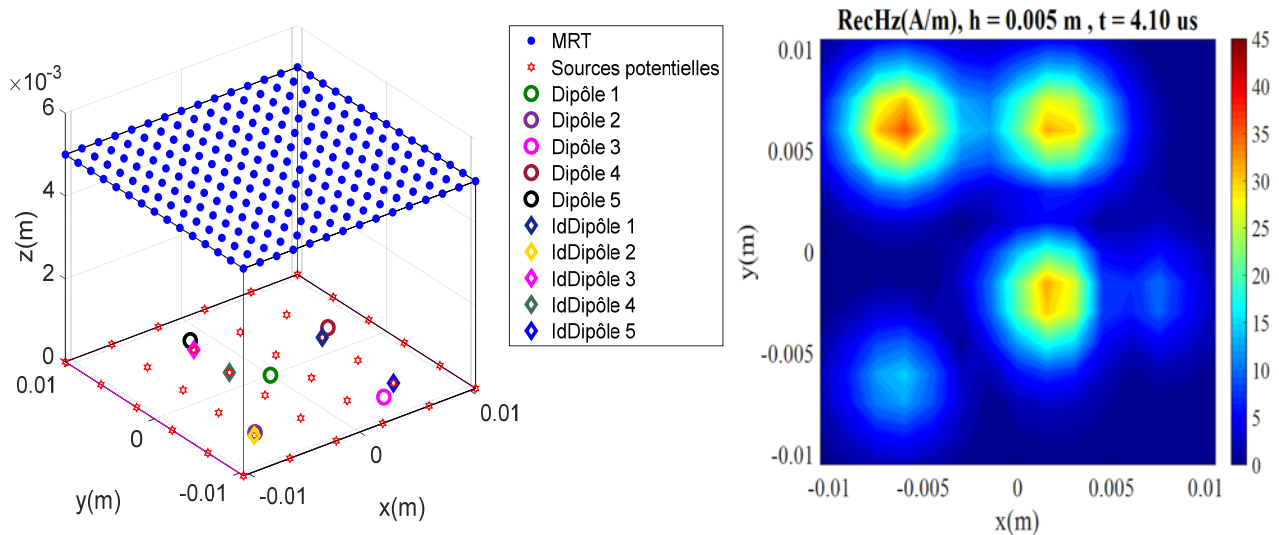 ×10⁻³
6
4
2
0
z(m)
0.01
0
-0.01
y(m)
-0.01
0
0.01
x(m)
MRT
Sources potentielles
Dipôle 1
Dipôle 2
Dipôle 3
Dipôle 4
Dipôle 5
IdDipôle 1
IdDipôle 2
IdDipôle 3
IdDipôle 4
IdDipôle 5
RecHz(A/m), h = 0.005 m , t = 4.10 us
0.01
0.005
0
-0.005
-0.01
y(m)
-0.01 -0.005 0 0.005 0.01
x(m)
45
40
35
30
25
20
15
10
5
0